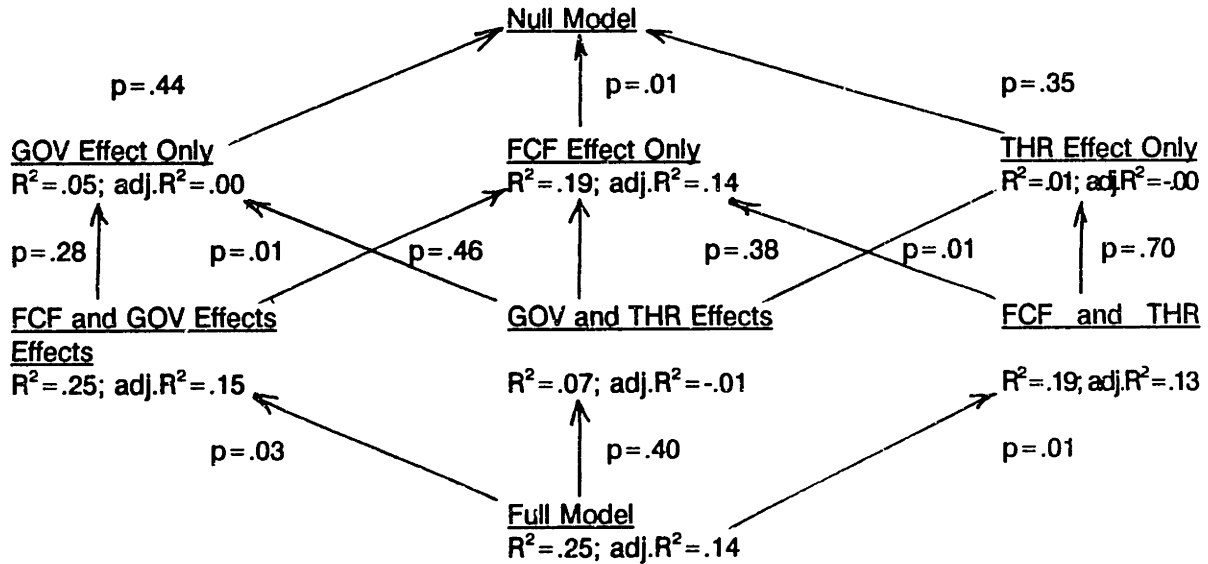 Null Model
p=.44 p=.01 p=.35
GOV Effect Only FCF Effect Only THR Effect Only
R²=.05; adj.R²=.00 R²=.19; adj.R²=.14 R²=.01; adj.R²=-.00
p=.28 p=.01 p=.46 p=.38 p=.01 p=.70
FCF and GOV Effects GOV and THR Effects FCF and THR
Effects
R²=.25; adj.R²=.15 R²=.07; adj.R²=-.01 R²=.19; adj.R²=.13
p=.03 p=.40 p=.01
Full Model
R²=.25; adj.R²=.14